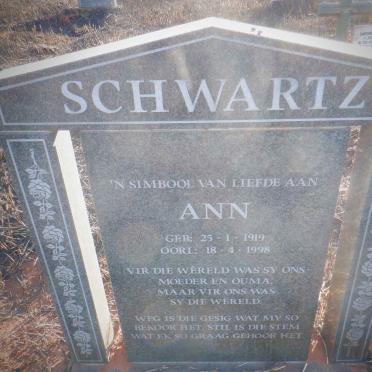 SCHWARTZ
'N SIMBOOL VAN LIEFDE AAN
ANN
GEB: 25 - 1 - 1919
OORL: 18 - 4 - 1998
VIR DIE WÊRELD WAS SY ONS
MOEDER EN OUMA,
MAAR VIR ONS WAS
SY DIE WÊRELD.
WEG IS DIE GESIG WAT MY SO
BEKOOR HET, STIL IS DIE STEM
WAT EK SO GRAAG GEHOOR HET